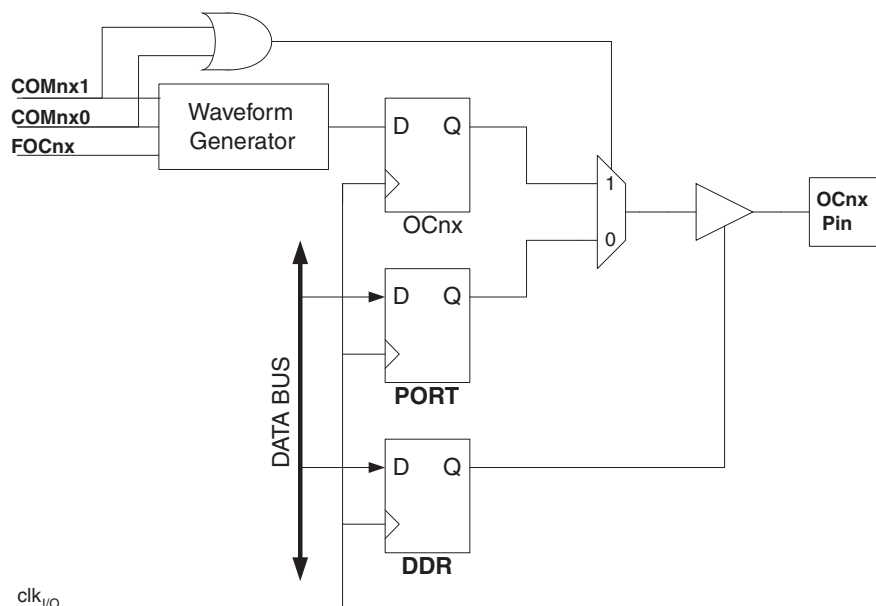 COMnx1
COMnx0
FOCnx
Waveform
Generator
D Q
OCnx
1
0
OCnx
Pin
D Q
PORT
DATA BUS
D Q
DDR
clkI/O